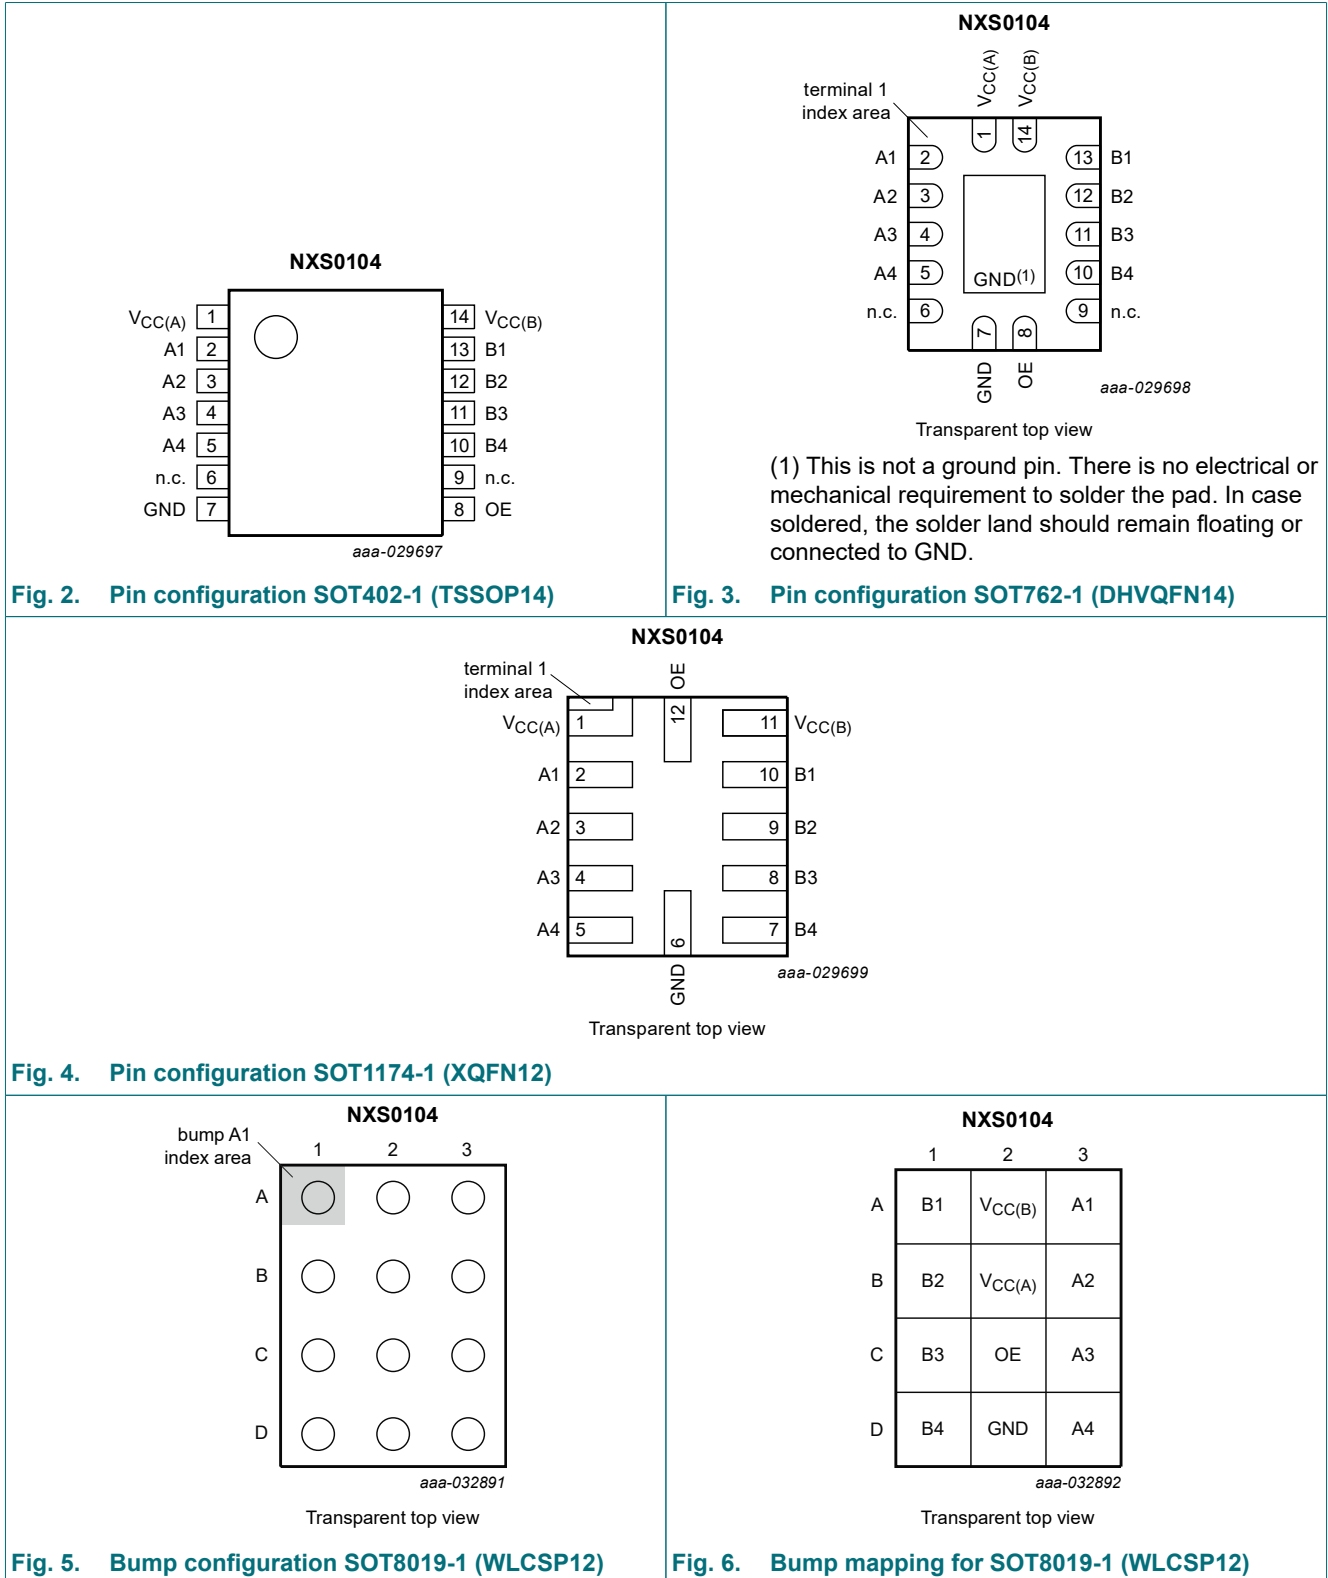 NXS0104
VCC(A) 1 14 VCC(B)
A1 2 13 B1
A2 3 12 B2
A3 4 11 B3
A4 5 10 B4
n.c. 6 9 n.c.
GND 7 8 OE
aaa-029697
Fig. 2. Pin configuration SOT402-1 (TSSOP14)
NXS0104
terminal 1
index area
VCC(A) VCC(B)
1 14
A1 2 13 B1
A2 3 12 B2
A3 4 11 B3
A4 5 10 B4
GND(1)
n.c. 6 9 n.c.
7 8
GND OE
aaa-029698
Transparent top view
(1) This is not a ground pin. There is no electrical or
mechanical requirement to solder the pad. In case
soldered, the solder land should remain floating or
connected to GND.
Fig. 3. Pin configuration SOT762-1 (DHVQFN14)
NXS0104
terminal 1
index area
OE
VCC(A) 1 12 11 VCC(B)
A1 2 10 B1
A2 3 9 B2
A3 4 8 B3
A4 5 6 7 B4
GND
aaa-029699
Transparent top view
Fig. 4. Pin configuration SOT1174-1 (XQFN12)
NXS0104
bump A1
index area
1 2 3
A
B
C
D
aaa-032891
Transparent top view
Fig. 5. Bump configuration SOT8019-1 (WLCSP12)
NXS0104
1 2 3
A B1 VCC(B) A1
B B2 VCC(A) A2
C B3 OE A3
D B4 GND A4
aaa-032892
Transparent top view
Fig. 6. Bump mapping for SOT8019-1 (WLCSP12)